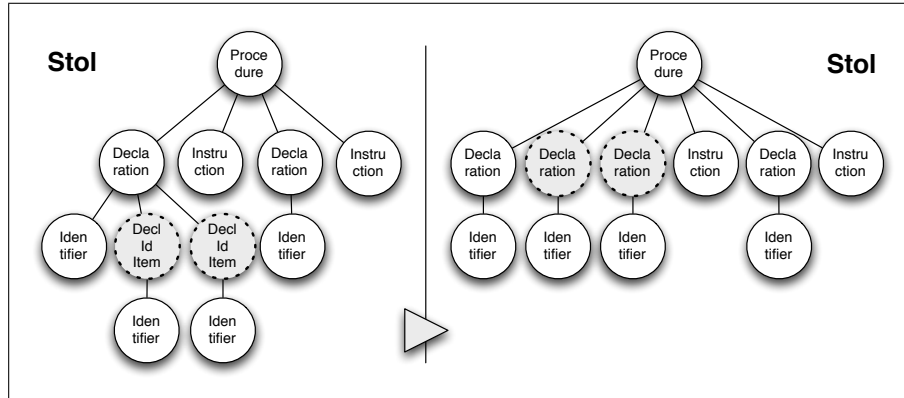 Stol
Proce
dure
Decla
ration
Instru
ction
Decla
ration
Instru
ction
Iden
tifier
Decl
Id
Item
Decl
Id
Item
Iden
tifier
Iden
tifier
Iden
tifier
Stol
Proce
dure
Decla
ration
Decla
ration
Decla
ration
Instru
ction
Decla
ration
Instru
ction
Iden
tifier
Iden
tifier
Iden
tifier
Iden
tifier